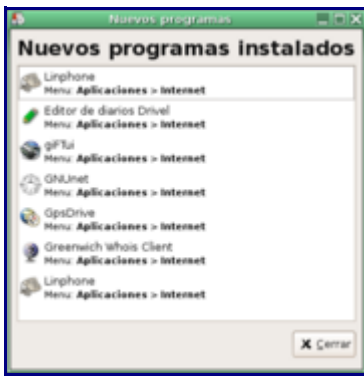 Nuevos programas
Nuevos programas instalados
Linphone
Menu: Aplicaciones > Internet
Editor de diarios Drivel
Menu: Aplicaciones > Internet
giFTui
Menu: Aplicaciones > Internet
GNUnet
Menu: Aplicaciones > Internet
GpsDrive
Menu: Aplicaciones > Internet
Greenwich Whois Client
Menu: Aplicaciones > Internet
Linphone
Menu: Aplicaciones > Internet
Cerrar